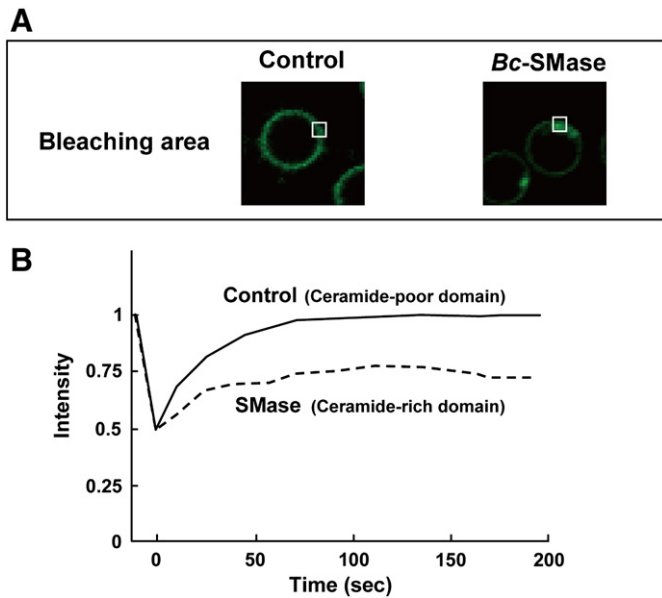 A
Control
Bc-SMase
Bleaching area
B
Control (Ceramide-poor domain)
SMase (Ceramide-rich domain)
Intensity
1
0.75
0.5
0.25
0
0
50
100
150
200
Time (sec)